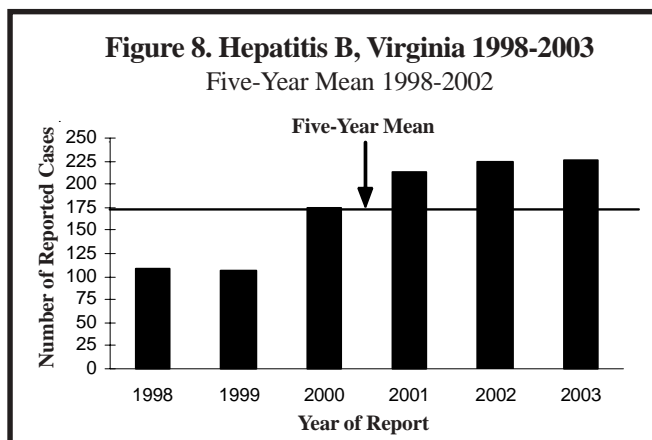 Figure 8. Hepatitis B, Virginia 1998-2003
Five-Year Mean 1998-2002
Five-Year Mean
Number of Reported Cases
250
225
200
175
150
125
100
75
50
25
0
1998 1999 2000 2001 2002 2003
Year of Report